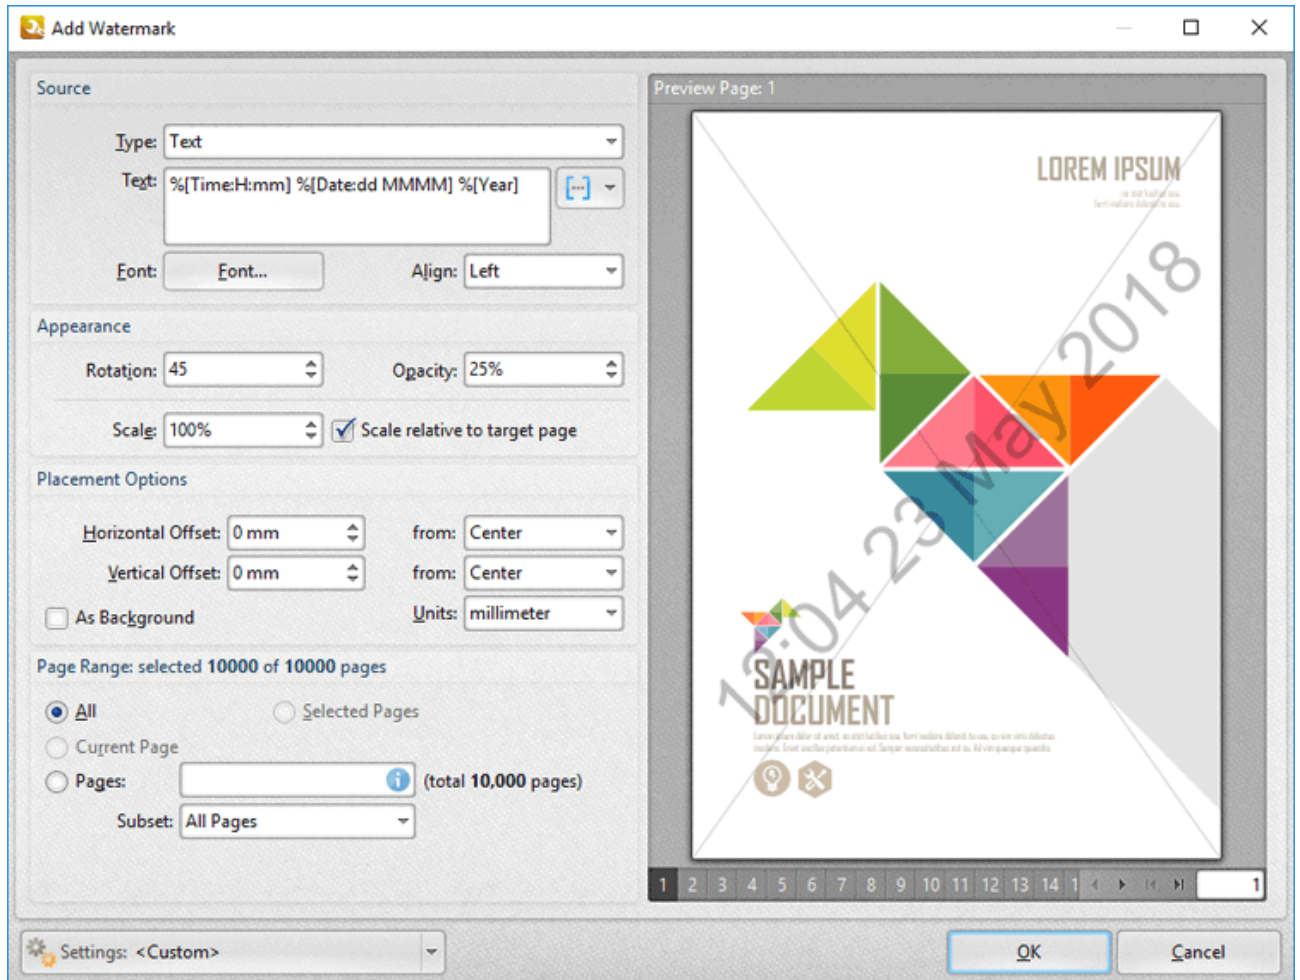 Add Watermark
Source
Type: Text
Text: %[Time:H:mm] %[Date:dd MMMM] %[Year]
Font: Font... Align: Left
Appearance
Rotation: 45 Opacity: 25%
Scale: 100% Scale relative to target page
Placement Options
Horizontal Offset: 0 mm from: Center
Vertical Offset: 0 mm from: Center
As Background Units: millimeter
Page Range: selected 10000 of 10000 pages
All Selected Pages
Current Page
Pages: (total 10,000 pages)
Subset: All Pages
Preview Page: 1
LOREM IPSUM
12:04 23 May 2018
SAMPLE
DOCUMENT
1 2 3 4 5 6 7 8 9 10 11 12 13 14 1 1
Settings: <Custom> OK Cancel